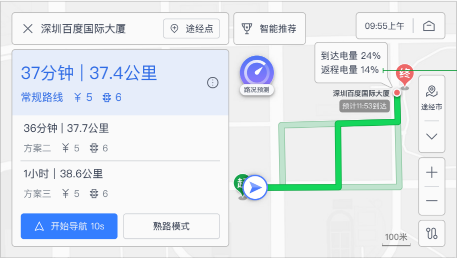 深圳百度国际大厦
途经点
37分钟 | 37.4公里
常规路线 ¥ 5 6
36分钟 | 37.7公里
方案二 ¥ 5 6
1小时 | 38.6公里
方案三 ¥ 5 6
开始导航 10s
熟路模式
智能推荐
路况预测
09:55上午
到达电量 24%
返程电量 14%
终
深圳百度国际大厦
预计11:53到达
途经市
100米